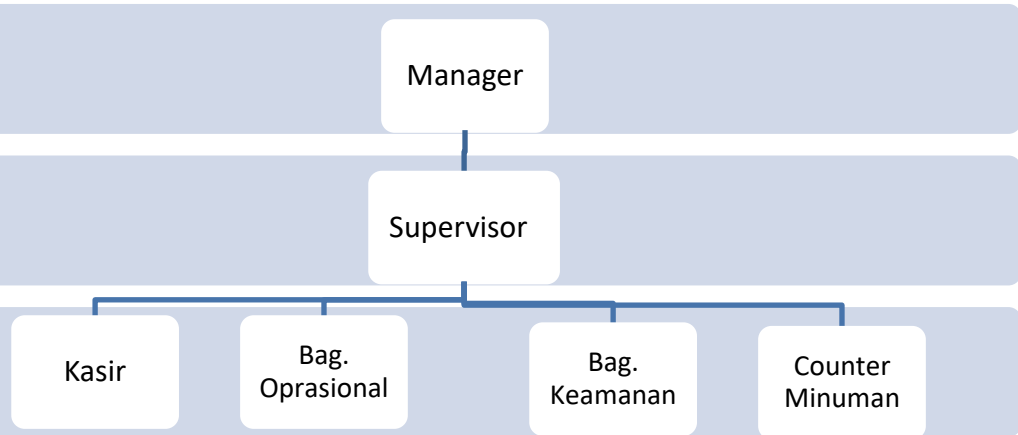 Manager
Supervisor
Kasir
Bag.
Oprasional
Bag.
Keamanan
Counter
Minuman